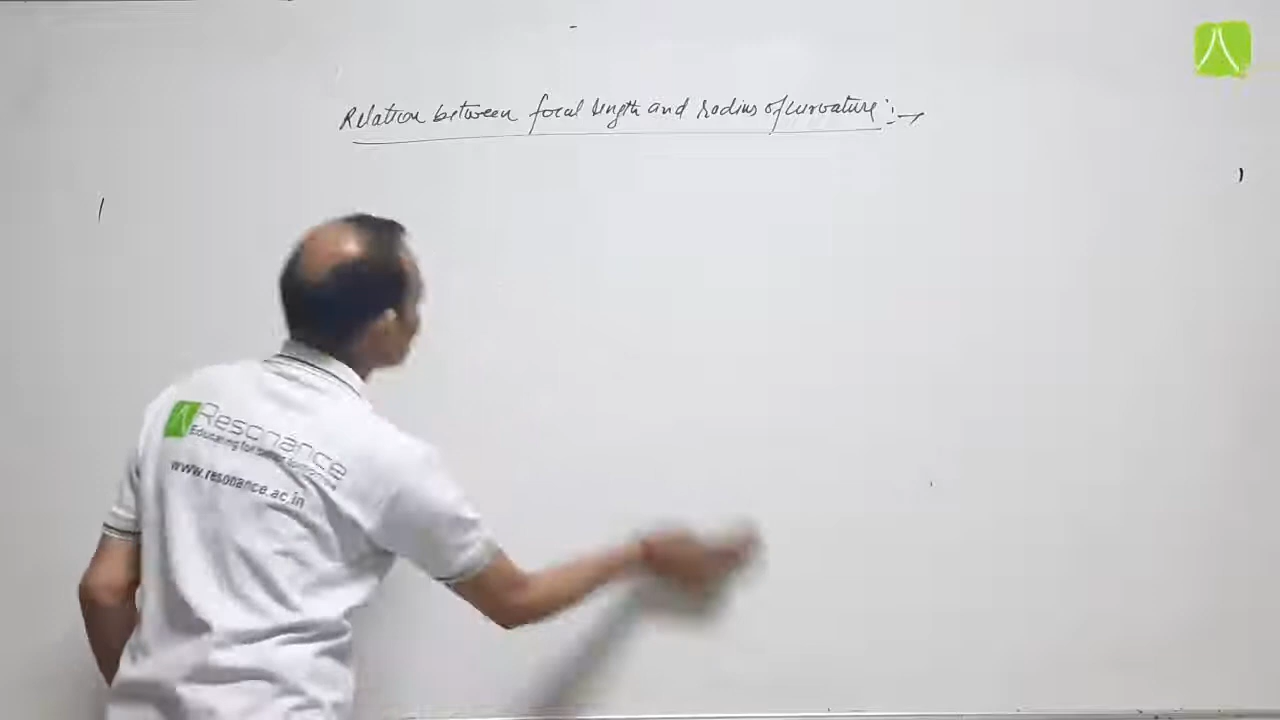 Relation between focal length and radius of curvature :→
Resonance
Educating for better tomorrow
www.resonance.ac.in